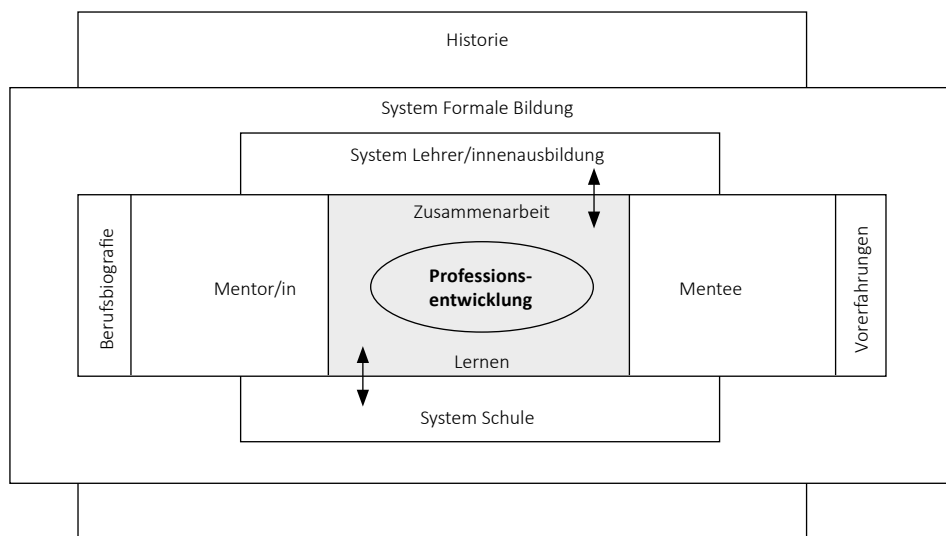 Historie
System Formale Bildung
System Lehrer/innenausbildung
Zusammenarbeit
Berufsbiografie
Mentor/in
Professions-
entwicklung
Mentee
Vorerfahrungen
Lernen
System Schule